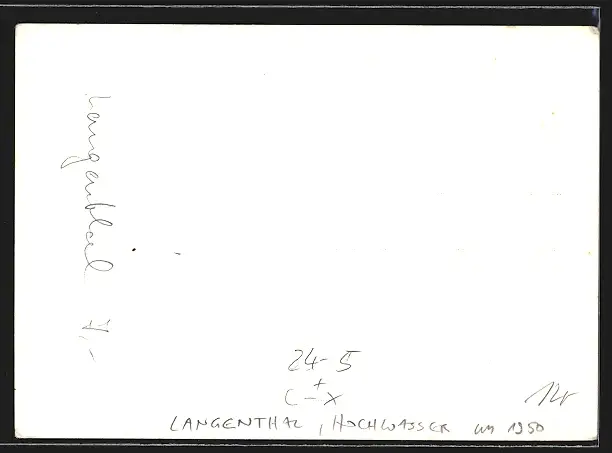 Langenthal 7,-
24-5
+
C-X
LANGENTHAL, HOCHWASSER um 1950